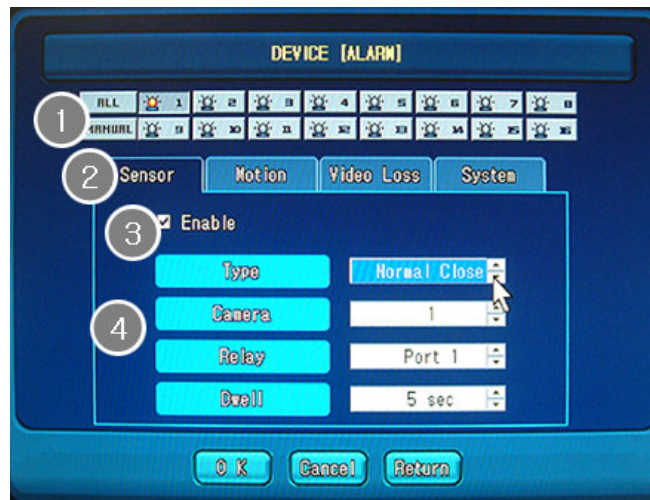 DEVICE [ALARM]
ALL 1 2 3 4 5 6 7 8
1
MANUAL 9 10 11 12 13 14 15 16
2 Sensor Motion Video Loss System
3 Enable
Type Normal Close
Camera 1
4
Relay Port 1
Dwell 5 sec
O K Cancel Return